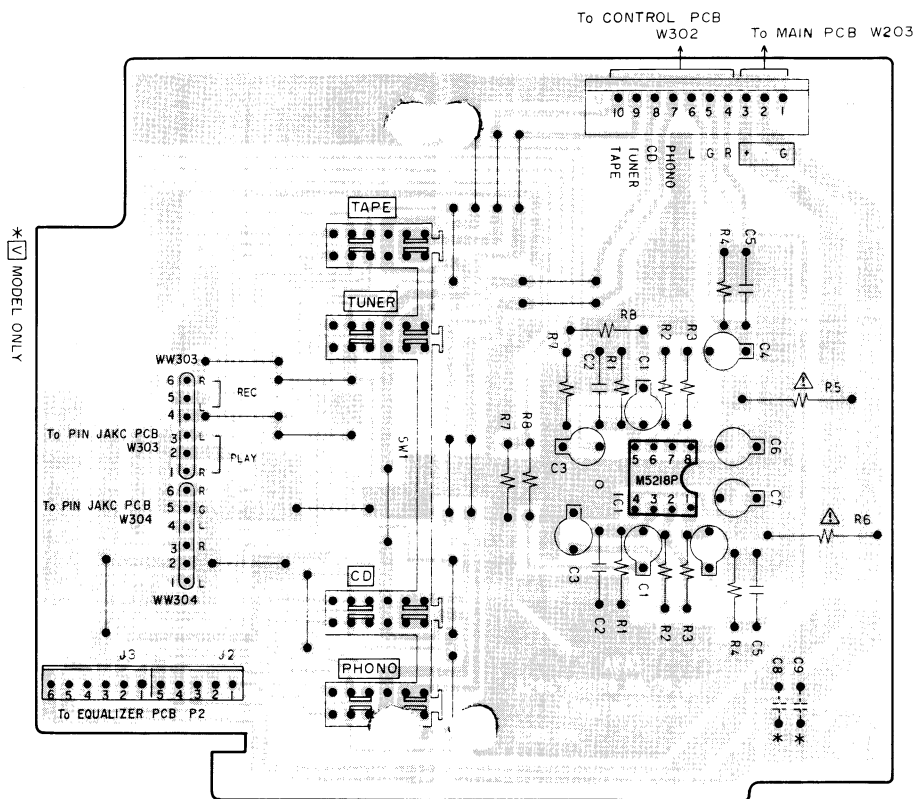 To CONTROL PCB
W302
To MAIN PCB W203
10 9 8 7 6 5 4 3 2 1
TAPE TUNER CD PHONO L G R + G
* V MODEL ONLY
TAPE
TUNER
R4 C5
C4
R8
R7 C2 R1 C1 R2 R3
⚠ R5
WW303
6 R
5
4 L
REC
To PIN JAKC PCB
W303
3 L
2
1 R
PLAY
To PIN JAKC PCB
W304
6 R
5 G
4 L
3 R
2
1 L
WW304
SW1
R7 R8
C3
5 6 7 8
M5218P
4 3 2 1
IC1
C6
C7
⚠ R6
C3
C2 R1 C1 R2 R3
R4 C5
CD
PHONO
C8 C9
* *
J3 J2
6 5 4 3 2 1 5 4 3 2 1
To EQUALIZER PCB P2